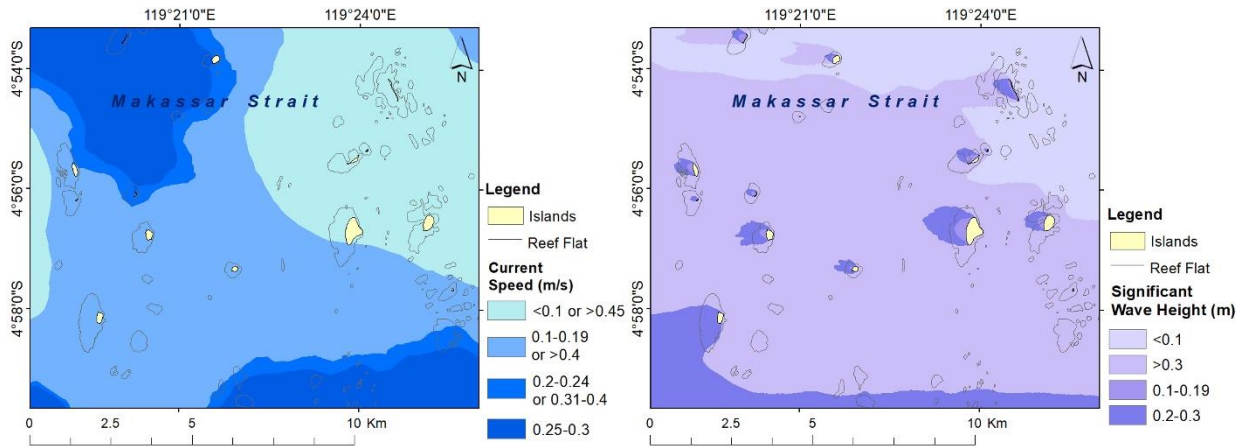 119°21'0"E 119°24'0"E
4°54'0"S
4°56'0"S
4°58'0"S
Makassar Strait
N
Legend
Islands
Reef Flat
Current
Speed (m/s)
<0.1 or >0.45
0.1-0.19
or >0.4
0.2-0.24
or 0.31-0.4
0.25-0.3
0 2.5 5 10 Km
119°21'0"E 119°24'0"E
4°54'0"S
4°56'0"S
4°58'0"S
Makassar Strait
N
Legend
Islands
Reef Flat
Significant
Wave Height (m)
<0.1
>0.3
0.1-0.19
0.2-0.3
0 2.5 5 10 Km